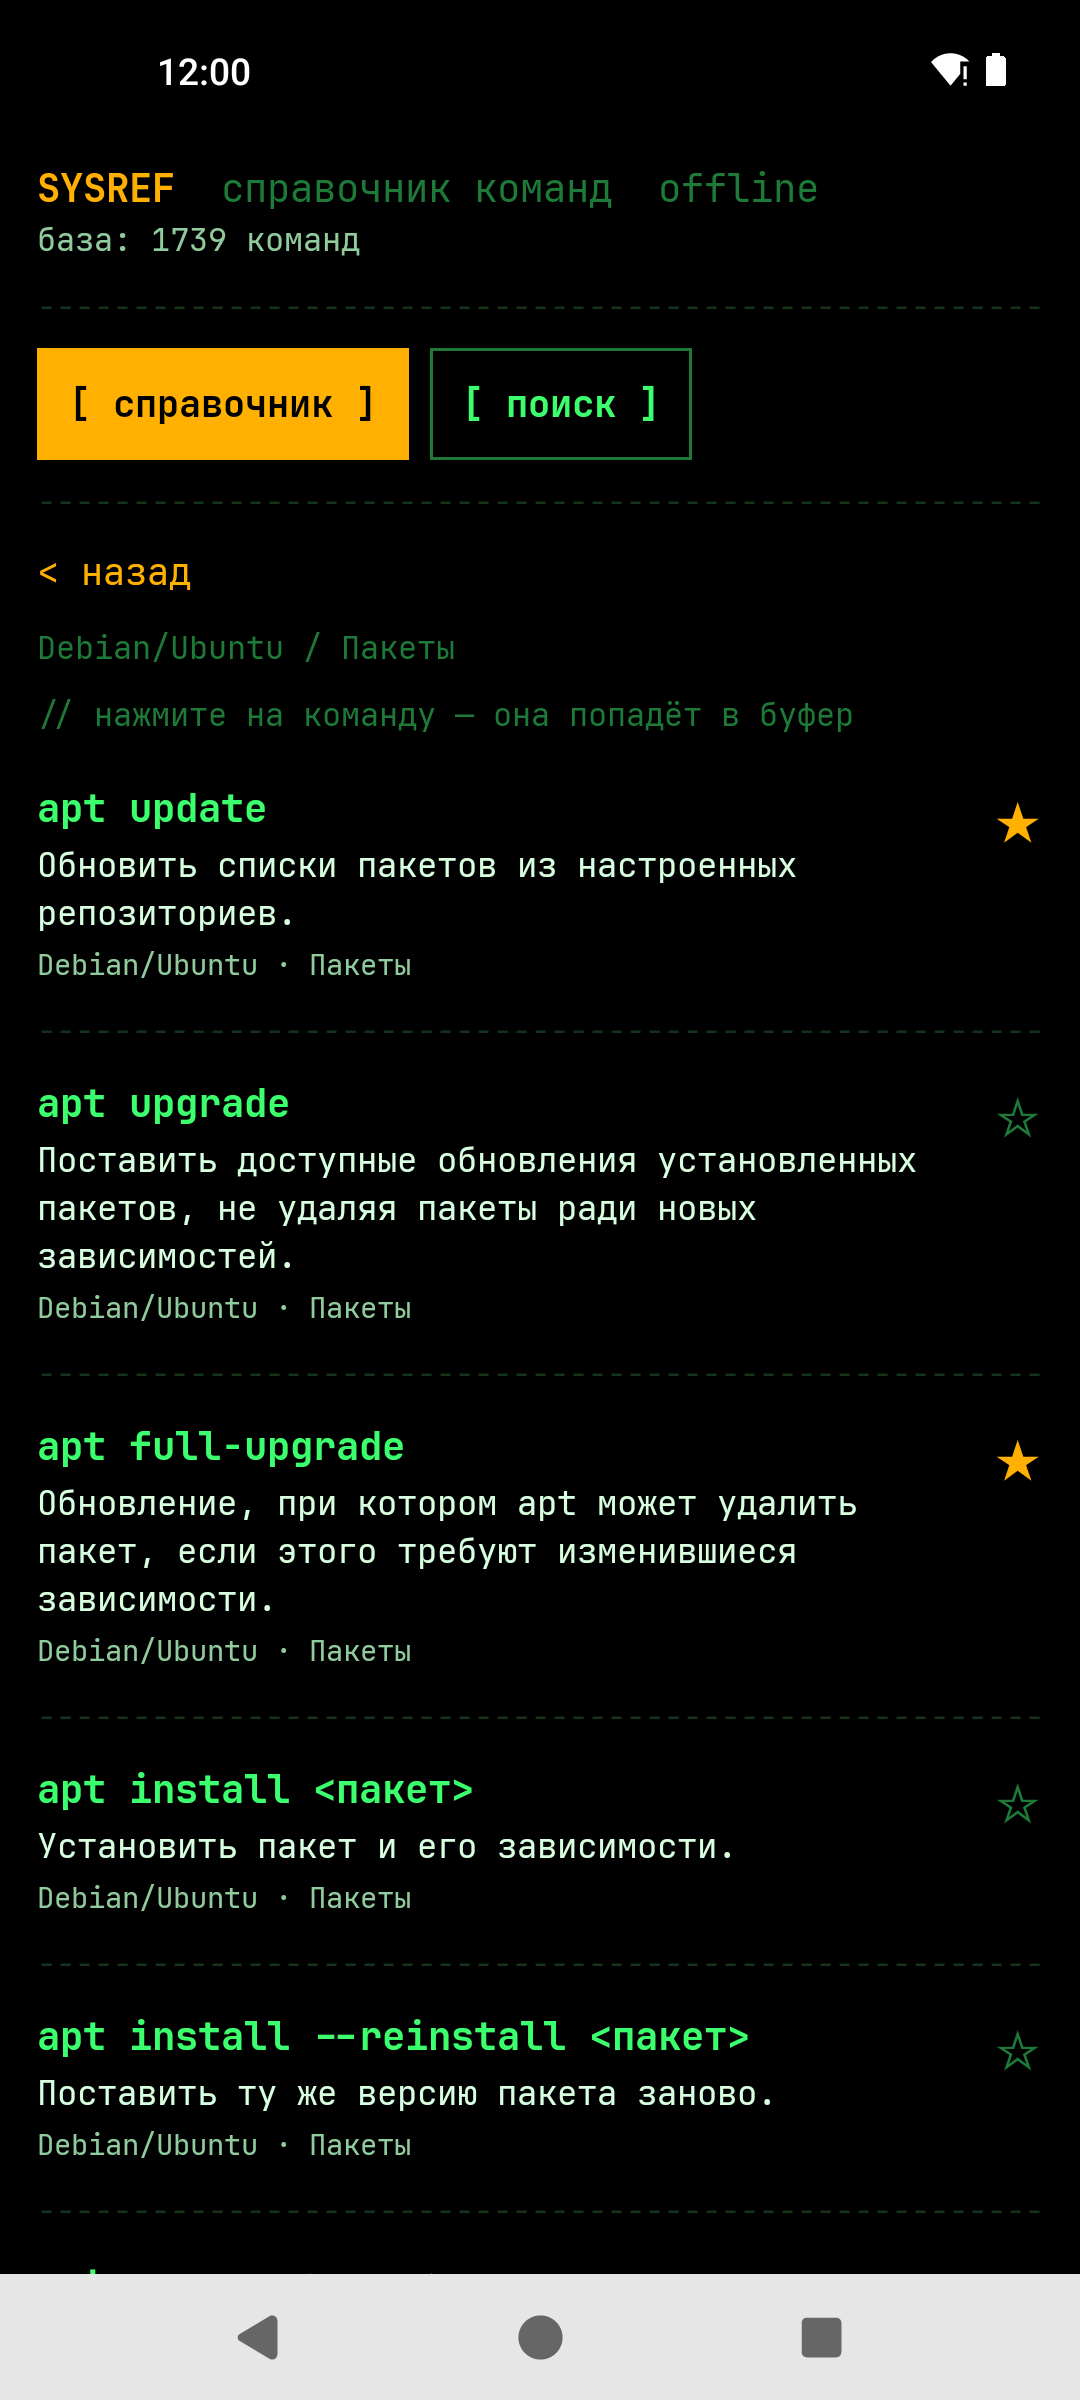 12:00
SYSREF справочник команд offline
база: 1739 команд
[ справочник ] [ поиск ]
< назад
Debian/Ubuntu / Пакеты
// нажмите на команду — она попадёт в буфер
apt update
Обновить списки пакетов из настроенных
репозиториев.
Debian/Ubuntu · Пакеты
apt upgrade
Поставить доступные обновления установленных
пакетов, не удаляя пакеты ради новых
зависимостей.
Debian/Ubuntu · Пакеты
apt full-upgrade
Обновление, при котором apt может удалить
пакет, если этого требуют изменившиеся
зависимости.
Debian/Ubuntu · Пакеты
apt install <пакет>
Установить пакет и его зависимости.
Debian/Ubuntu · Пакеты
apt install --reinstall <пакет>
Поставить ту же версию пакета заново.
Debian/Ubuntu · Пакеты